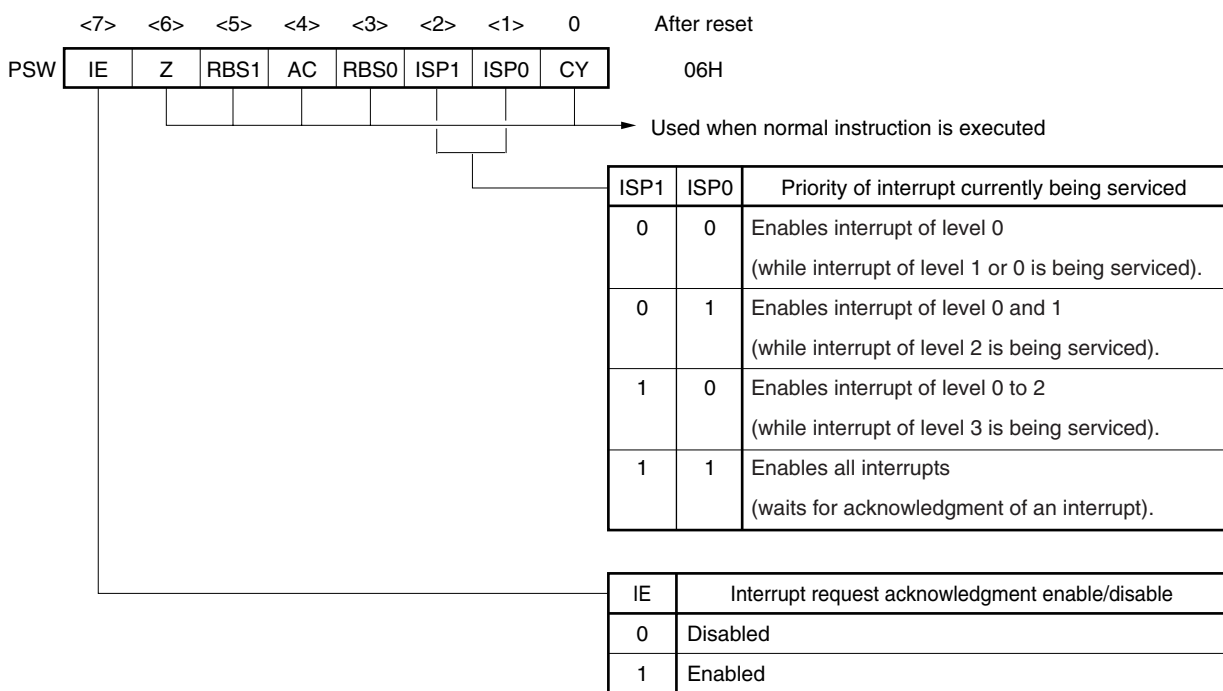 <7> <6> <5> <4> <3> <2> <1> 0 After reset
PSW IE Z RBS1 AC RBS0 ISP1 ISP0 CY 06H
Used when normal instruction is executed
ISP1 ISP0 Priority of interrupt currently being serviced
0 0 Enables interrupt of level 0
(while interrupt of level 1 or 0 is being serviced).
0 1 Enables interrupt of level 0 and 1
(while interrupt of level 2 is being serviced).
1 0 Enables interrupt of level 0 to 2
(while interrupt of level 3 is being serviced).
1 1 Enables all interrupts
(waits for acknowledgment of an interrupt).
IE Interrupt request acknowledgment enable/disable
0 Disabled
1 Enabled